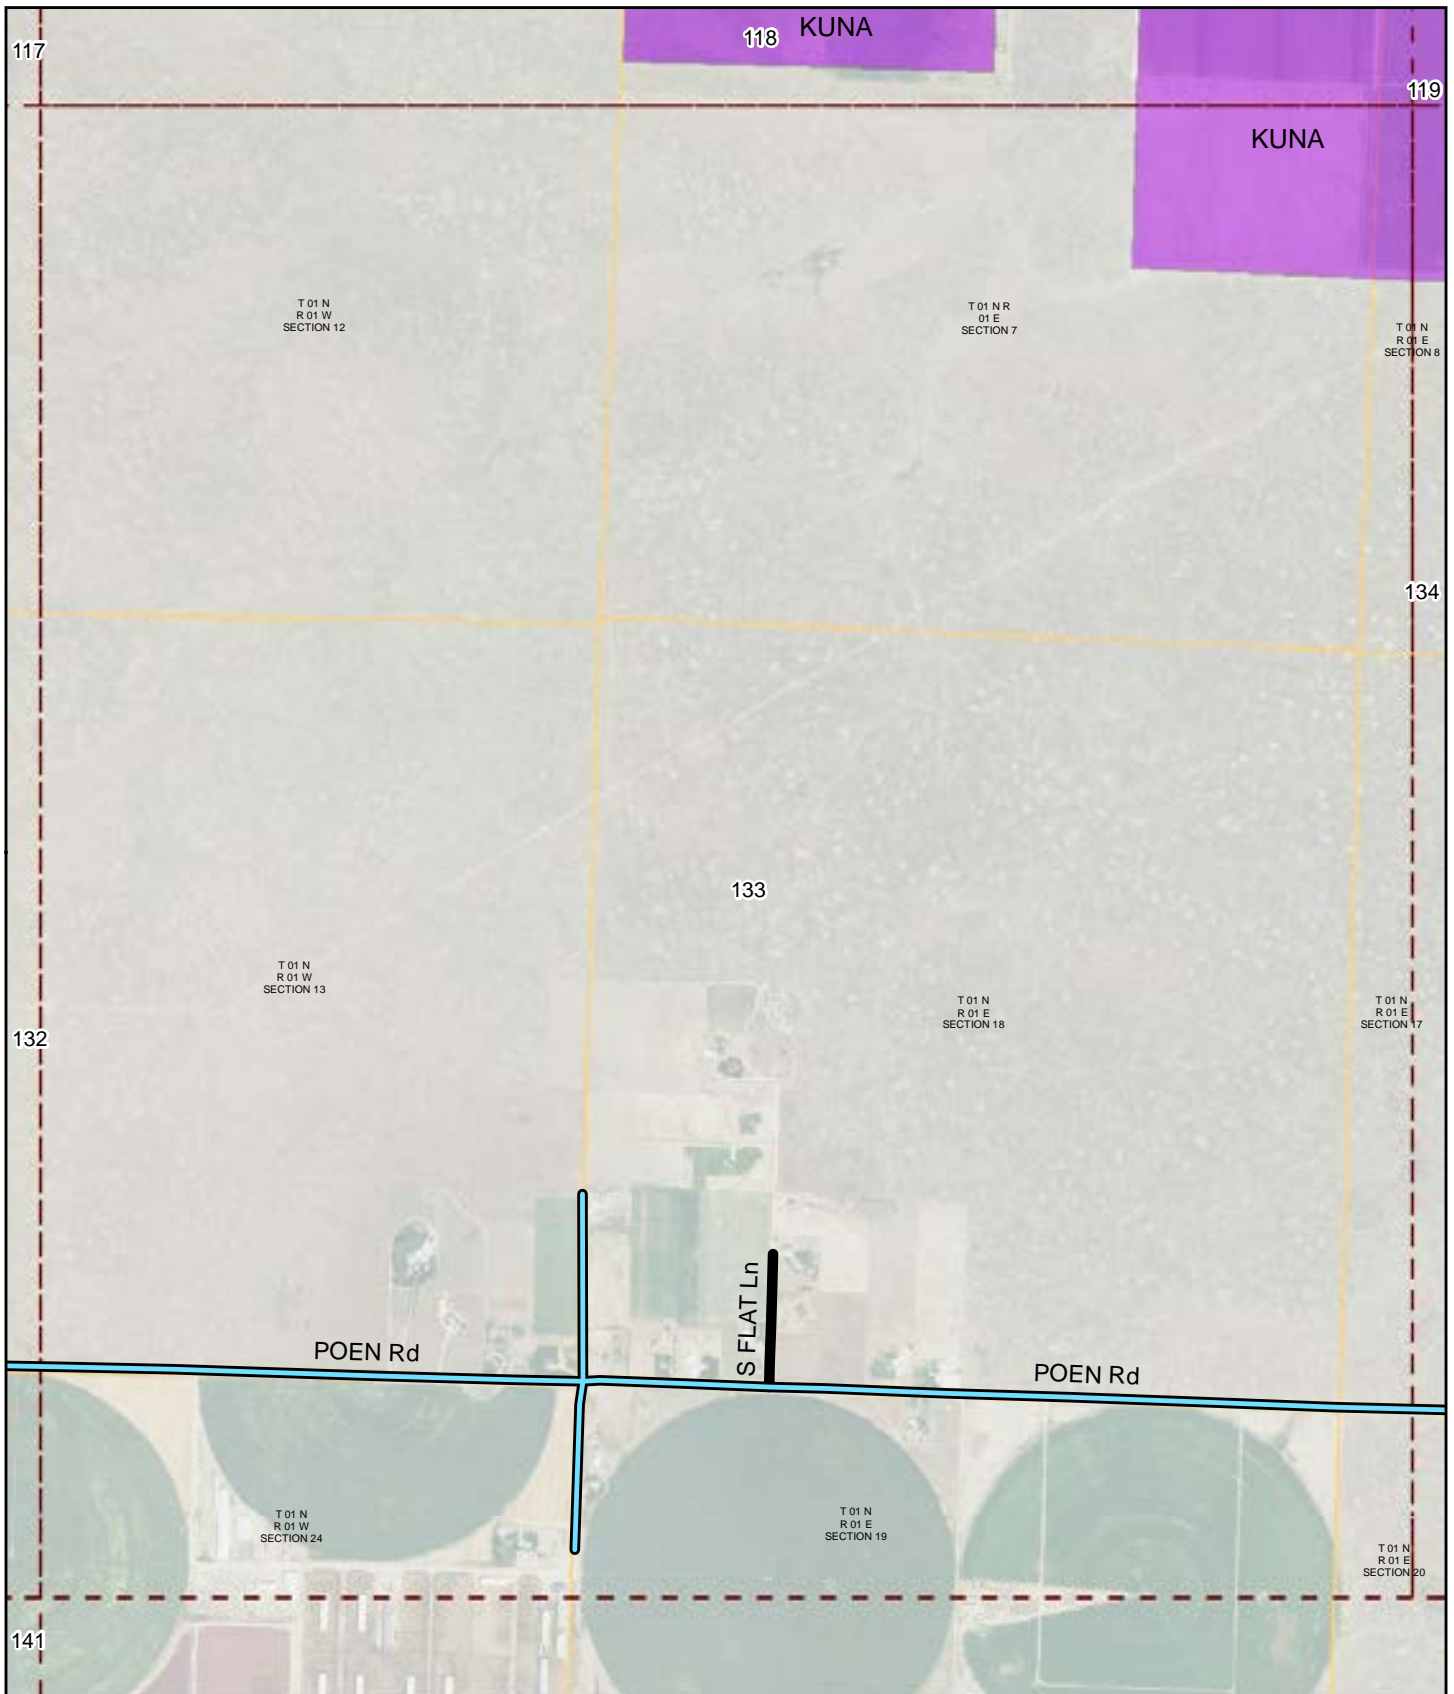 KUNA
118
117
119
KUNA
T 01 N
R 01 W
SECTION 12
T 01 N R
01 E
SECTION 7
T 01 N
R 01 E
SECTION 8
134
133
T 01 N
R 01 W
SECTION 13
T 01 N
R 01 E
SECTION 18
T 01 N
R 01 E
SECTION 17
132
S FLAT Ln
POEN Rd
POEN Rd
T 01 N
R 01 W
SECTION 24
T 01 N
R 01 E
SECTION 19
T 01 N
R 01 E
SECTION 20
141